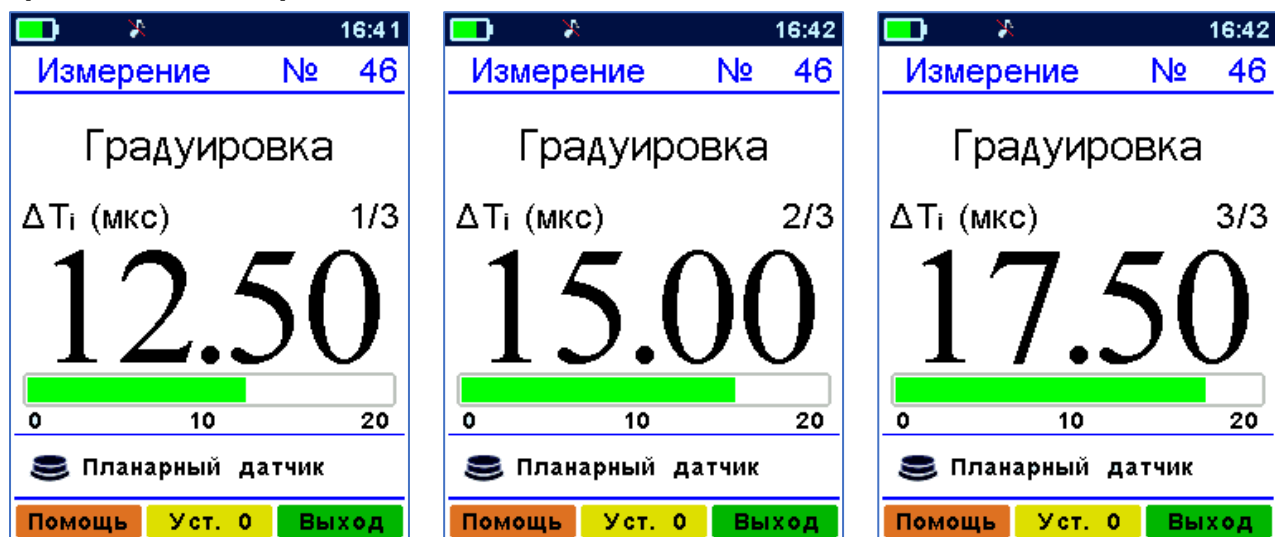 16:41
Измерение № 46
Градуировка
ΔTi (мкс) 1/3
12.50
0 10 20
Планарный датчик
Помощь Уст. 0 Выход
16:42
Измерение № 46
Градуировка
ΔTi (мкс) 2/3
15.00
0 10 20
Планарный датчик
Помощь Уст. 0 Выход
16:42
Измерение № 46
Градуировка
ΔTi (мкс) 3/3
17.50
0 10 20
Планарный датчик
Помощь Уст. 0 Выход